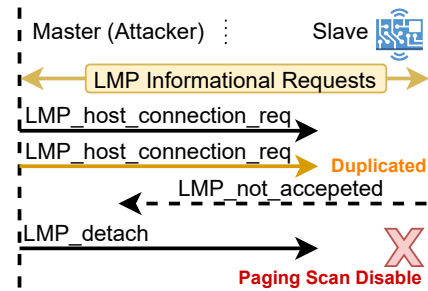 Master (Attacker) Slave
LMP Informational Requests
LMP_host_connection_req
LMP_host_connection_req
Duplicated
LMP_not_accepeted
LMP_detach
Paging Scan Disable